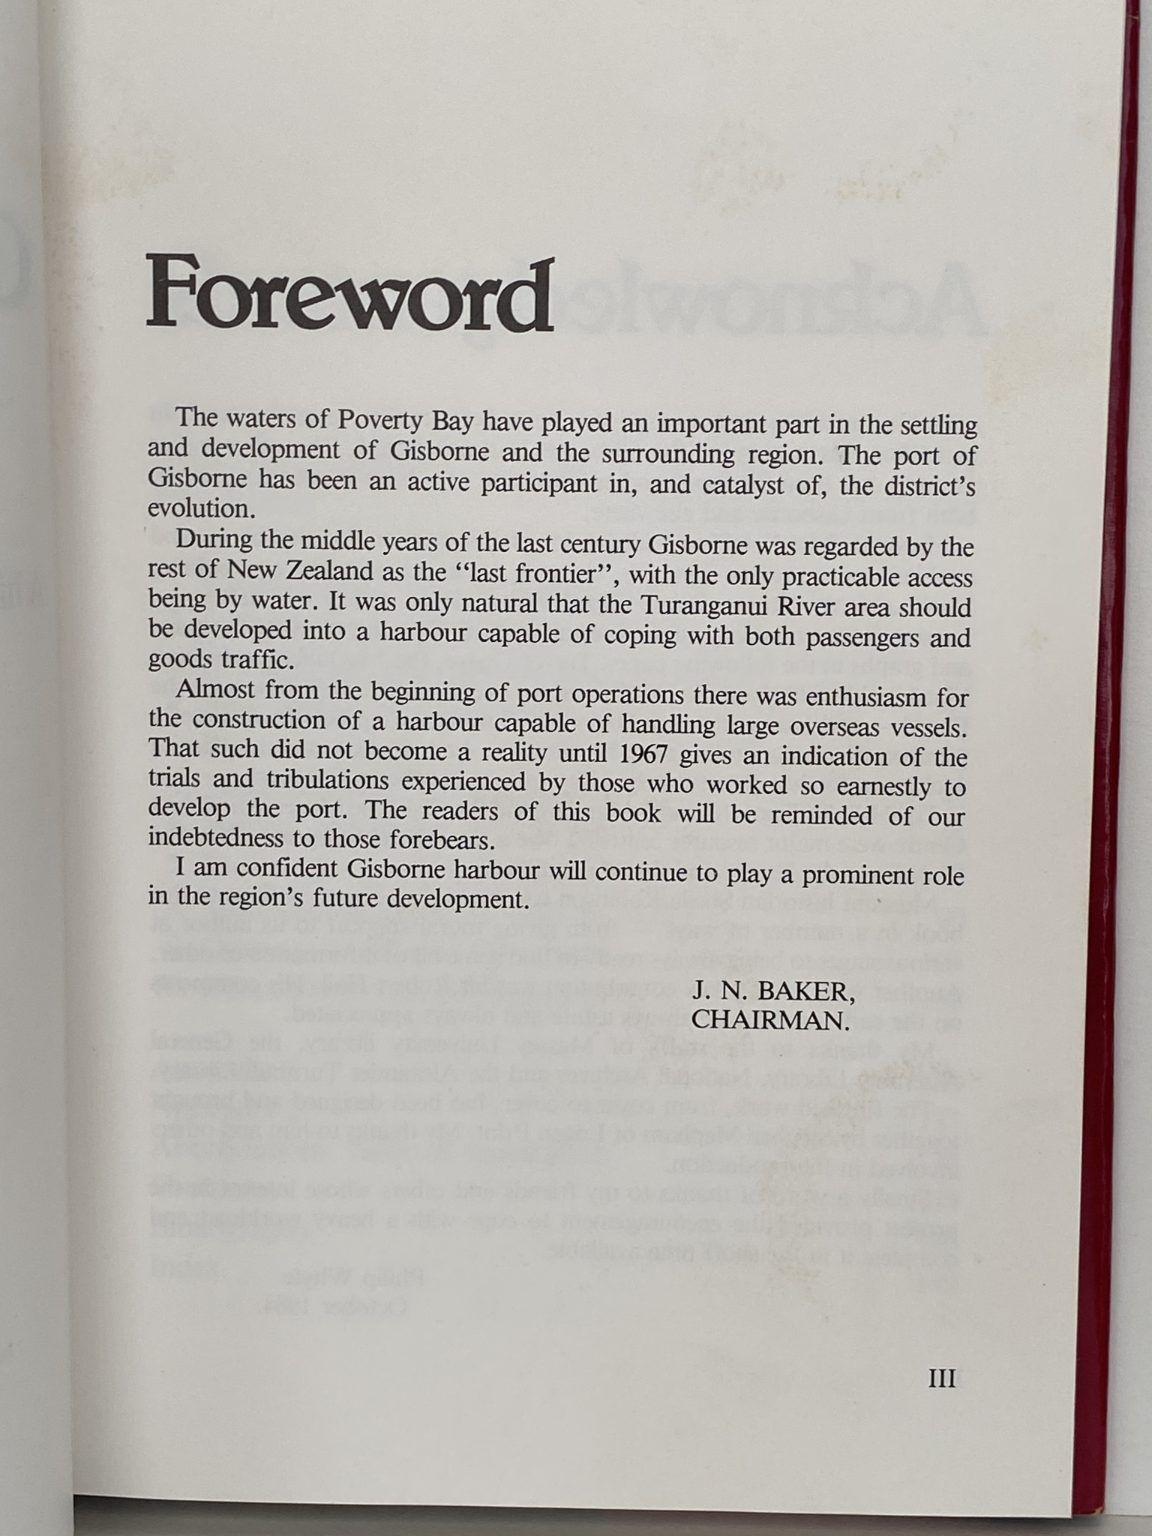 Foreword
The waters of Poverty Bay have played an important part in the settling
and development of Gisborne and the surrounding region. The port of
Gisborne has been an active participant in, and catalyst of, the district's
evolution.
During the middle years of the last century Gisborne was regarded by the
rest of New Zealand as the “last frontier”, with the only practicable access
being by water. It was only natural that the Turanganui River area should
be developed into a harbour capable of coping with both passengers and
goods traffic.
Almost from the beginning of port operations there was enthusiasm for
the construction of a harbour capable of handling large overseas vessels.
That such did not become a reality until 1967 gives an indication of the
trials and tribulations experienced by those who worked so earnestly to
develop the port. The readers of this book will be reminded of our
indebtedness to those forebears.
I am confident Gisborne harbour will continue to play a prominent role
in the region's future development.
J. N. BAKER,
CHAIRMAN.
III